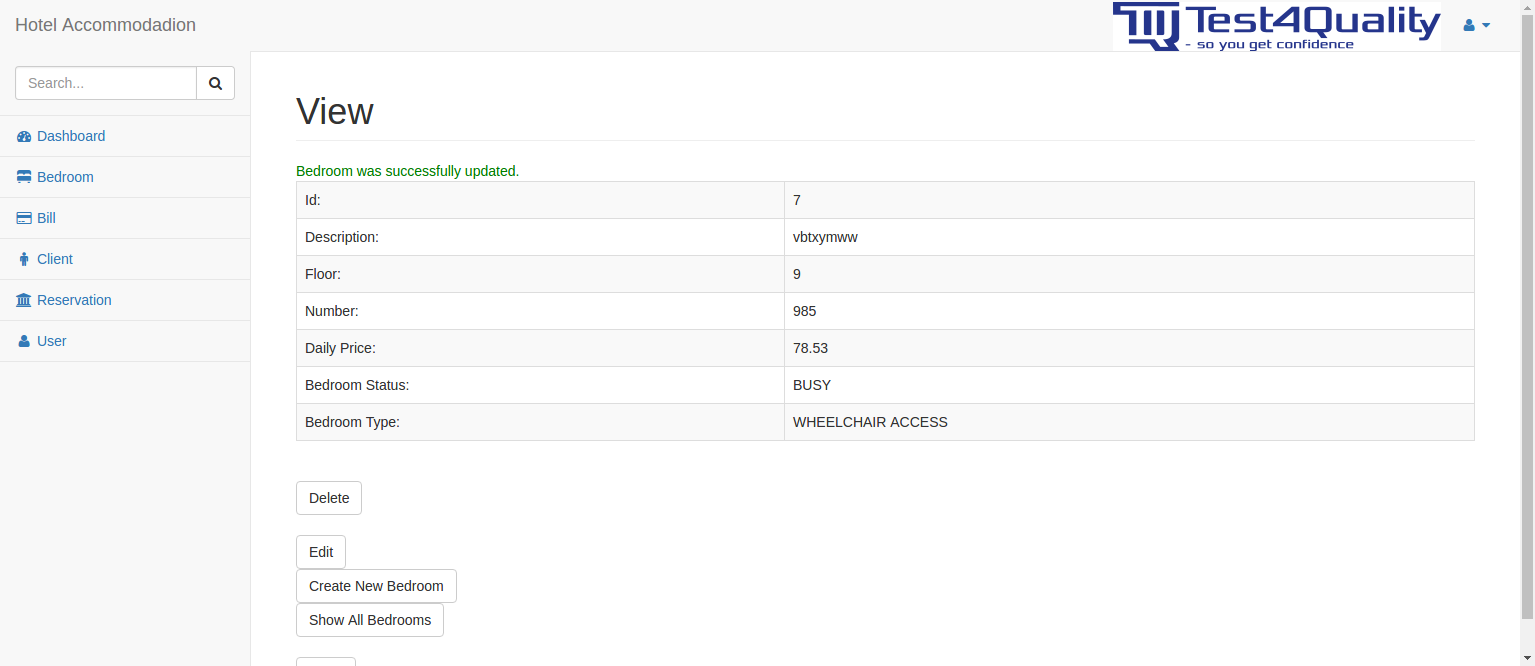 Hotel Accommodadion
Test4Quality
- so you get confidence
Search...
Dashboard
Bedroom
Bill
Client
Reservation
User
View
Bedroom was successfully updated.
Id: 7
Description: vbtxymww
Floor: 9
Number: 985
Daily Price: 78.53
Bedroom Status: BUSY
Bedroom Type: WHEELCHAIR ACCESS
Delete
Edit
Create New Bedroom
Show All Bedrooms